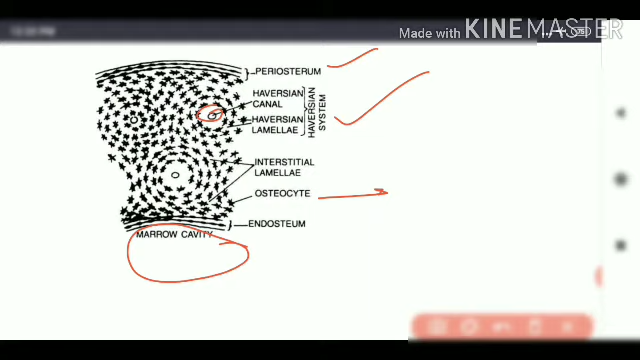 Made with KINEMASTER
PERIOSTERUM
HAVERSIAN
CANAL
HAVERSIAN
LAMELLAE
HAVERSIAN
SYSTEM
INTERSTITIAL
LAMELLAE
OSTEOCYTE
ENDOSTEUM
MARROW CAVITY